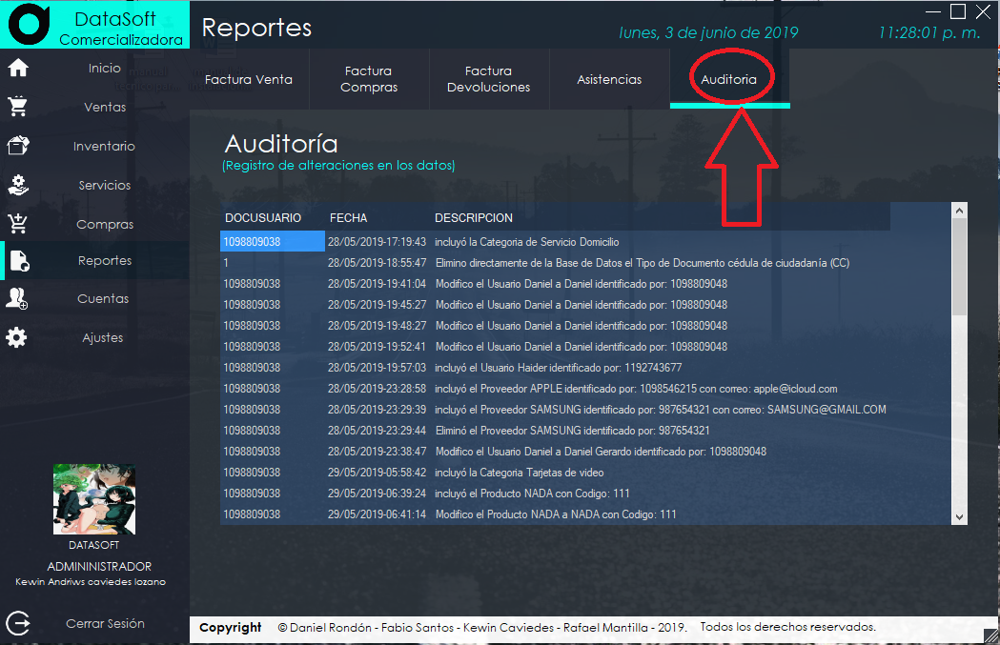 DataSoft
Comercializadora
Reportes
lunes, 3 de junio de 2019
11:28:01 p. m.
Inicio
Ventas
Inventario
Servicios
Compras
Reportes
Cuentas
Ajustes
DATASOFT
ADMININISTRADOR
Kewin Andriws caviedes lozano
Cerrar Sesión
Factura Venta
Factura
Compras
Factura
Devoluciones
Asistencias
Auditoria
Auditoría
(Registro de alteraciones en los datos)
DOCUSUARIO FECHA DESCRIPCION
1098809038 28/05/2019-17:19:43 incluyó la Categoria de Servicio Domicilio
1 28/05/2019-18:55:47 Elimino directamente de la Base de Datos el Tipo de Documento cédula de ciudadanía (CC)
1098809038 28/05/2019-19:41:04 Modifico el Usuario Daniel a Daniel identificado por: 1098809048
1098809038 28/05/2019-19:45:27 Modifico el Usuario Daniel a Daniel identificado por: 1098809048
1098809038 28/05/2019-19:48:27 Modifico el Usuario Daniel a Daniel identificado por: 1098809048
1098809038 28/05/2019-19:52:41 Modifico el Usuario Daniel a Daniel identificado por: 1098809048
1098809038 28/05/2019-19:57:03 incluyó el Usuario Haider identificado por: 1192743677
1098809038 28/05/2019-23:28:58 incluyó el Proveedor APPLE identificado por: 1098546215 con correo: apple@icloud.com
1098809038 28/05/2019-23:29:39 incluyó el Proveedor SAMSUNG identificado por: 987654321 con correo: SAMSUNG@GMAIL.COM
1098809038 28/05/2019-23:29:44 Eliminó el Proveedor SAMSUNG identificado por: 987654321
1098809038 28/05/2019-23:38:47 Modifico el Usuario Daniel a Daniel Gerardo identificado por: 1098809048
1098809038 29/05/2019-05:58:42 incluyó la Categoria Tarjetas de video
1098809038 29/05/2019-06:39:24 incluyó el Producto NADA con Codigo: 111
1098809038 29/05/2019-06:41:14 Modifico el Producto NADA a NADA con Codigo: 111
Copyright © Daniel Rondón - Fabio Santos - Kewin Caviedes - Rafael Mantilla - 2019. Todos los derechos reservados.